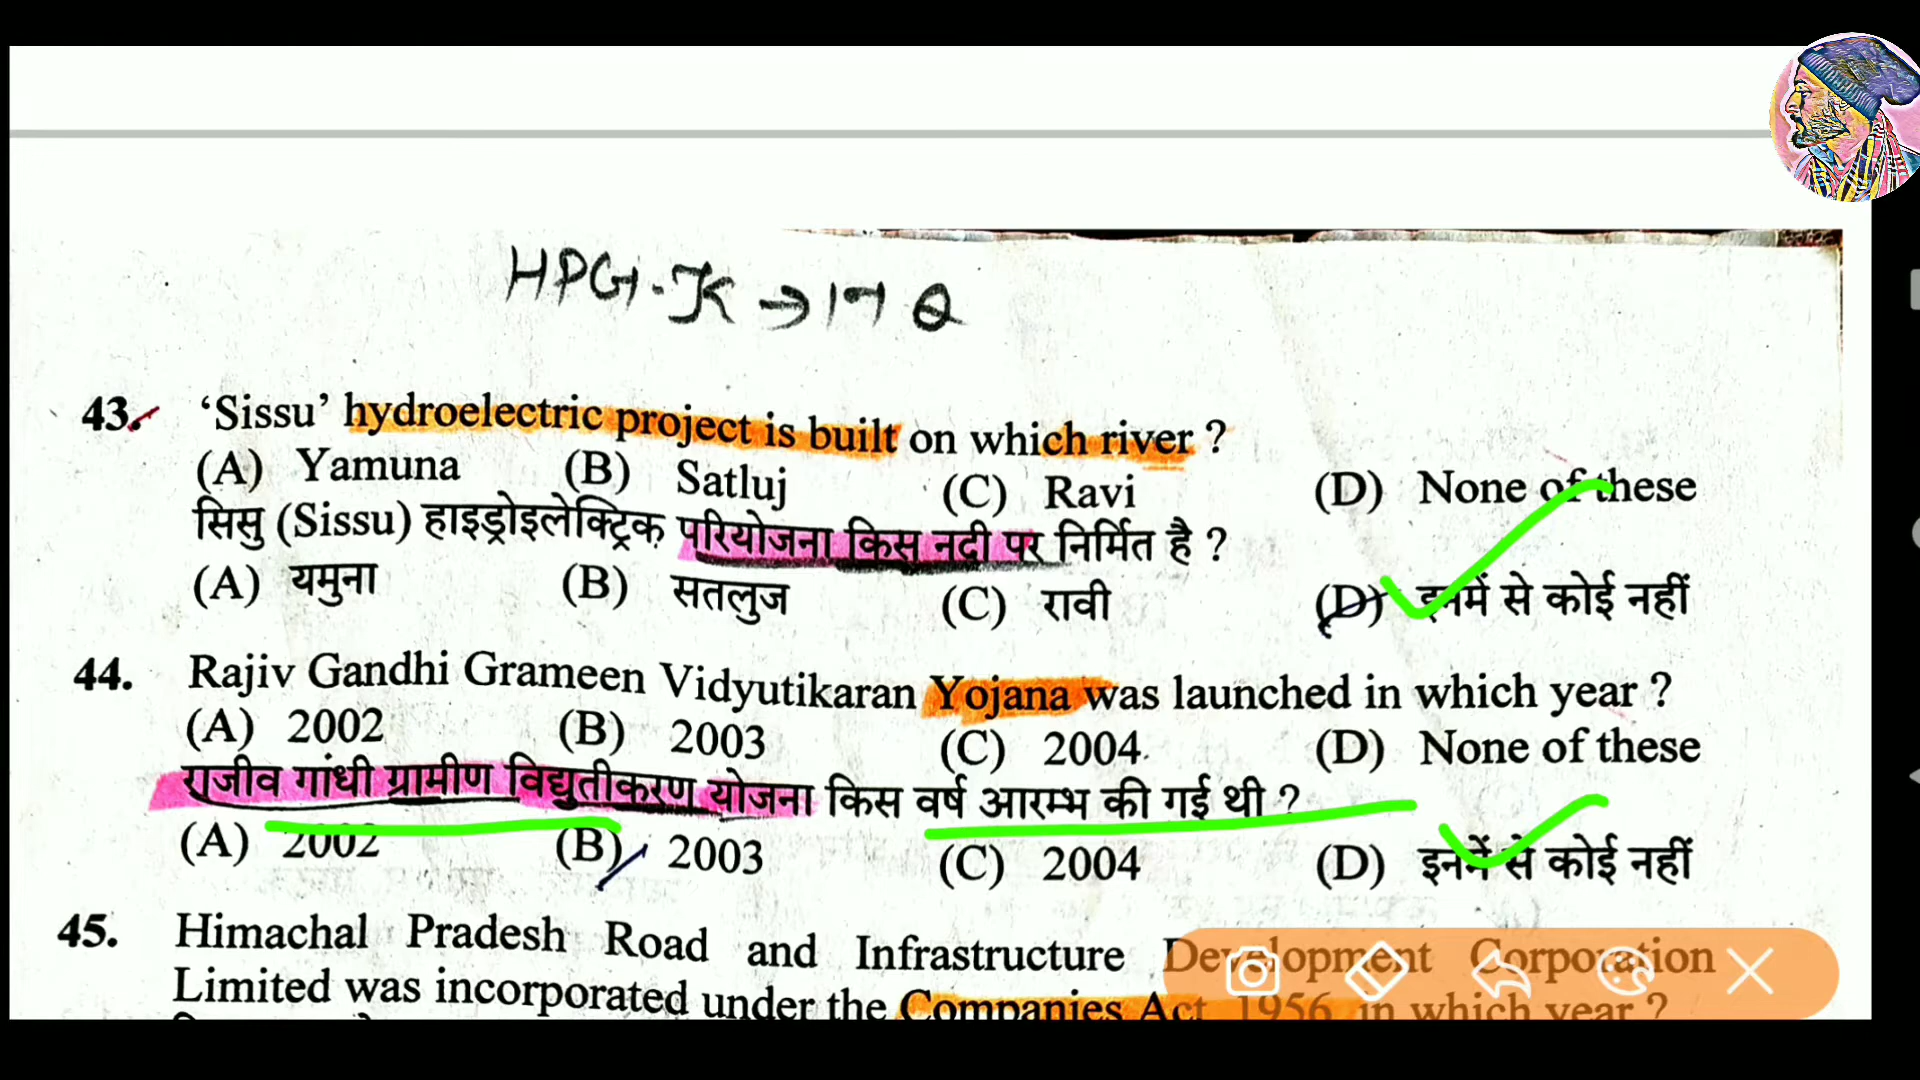 HPG.K → 17 Q
43. ‘Sissu’ hydroelectric project is built on which river ?
(A) Yamuna (B) Satluj (C) Ravi (D) None of these
सिसु (Sissu) हाइड्रोइलेक्ट्रिक परियोजना किस नदी पर निर्मित है ?
(A) यमुना (B) सतलुज (C) रावी (D) इनमें से कोई नहीं
44. Rajiv Gandhi Grameen Vidyutikaran Yojana was launched in which year ?
(A) 2002 (B) 2003 (C) 2004 (D) None of these
राजीव गांधी ग्रामीण विद्युतीकरण योजना किस वर्ष आरम्भ की गई थी ?
(A) 2002 (B) 2003 (C) 2004 (D) इनमें से कोई नहीं
45. Himachal Pradesh Road and Infrastructure Development Corporation
Limited was incorporated under the Companies Act 1956 in which year ?